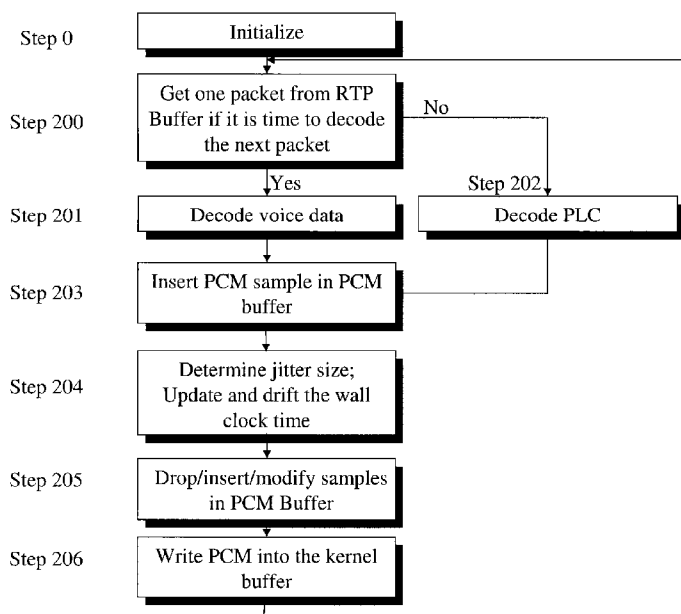 Step 0
Initialize
Step 200
Get one packet from RTP
Buffer if it is time to decode
the next packet
No
Yes
Step 202
Step 201
Decode voice data
Decode PLC
Step 203
Insert PCM sample in PCM
buffer
Step 204
Determine jitter size;
Update and drift the wall
clock time
Step 205
Drop/insert/modify samples
in PCM Buffer
Step 206
Write PCM into the kernel
buffer